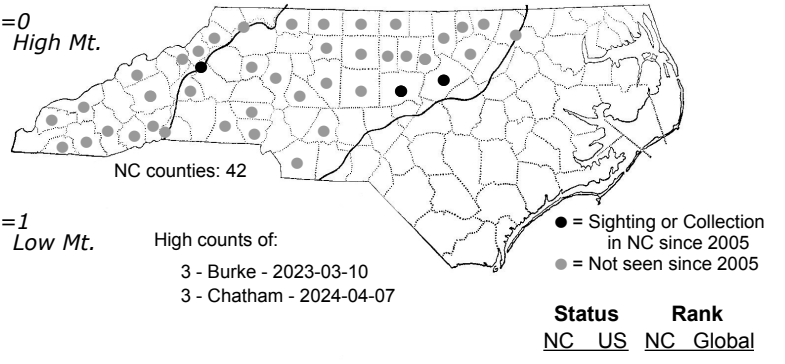 =0
High Mt.
NC counties: 42
=1
Low Mt.
High counts of:
3 - Burke - 2023-03-10
3 - Chatham - 2024-04-07
● = Sighting or Collection
in NC since 2005
● = Not seen since 2005
Status Rank
NC US NC Global